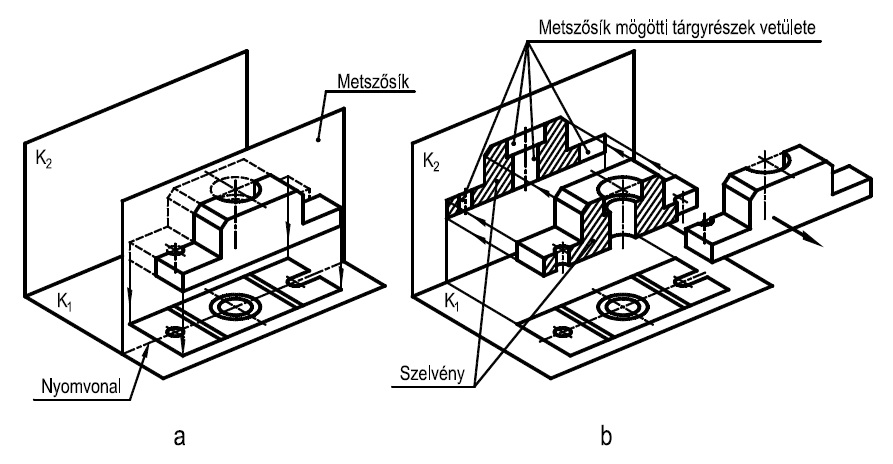 Metszősík mögötti tárgyrészek vetülete
Metszősík
K2
K2
K1
K1
Nyomvonal
Szelvény
a
b